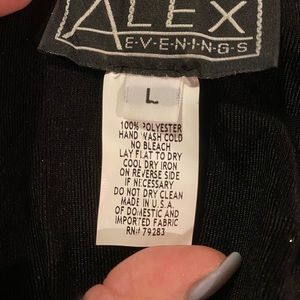 ALEX
E·V·E·N·I·N·G·S
L
100% POLYESTER
HAND WASH COLD
NO BLEACH
LAY FLAT TO DRY
COOL DRY IRON
ON REVERSE SIDE
IF NECESSARY
DO NOT DRY CLEAN
MADE IN U.S.A.
OF DOMESTIC AND
IMPORTED FABRIC
RN# 79283